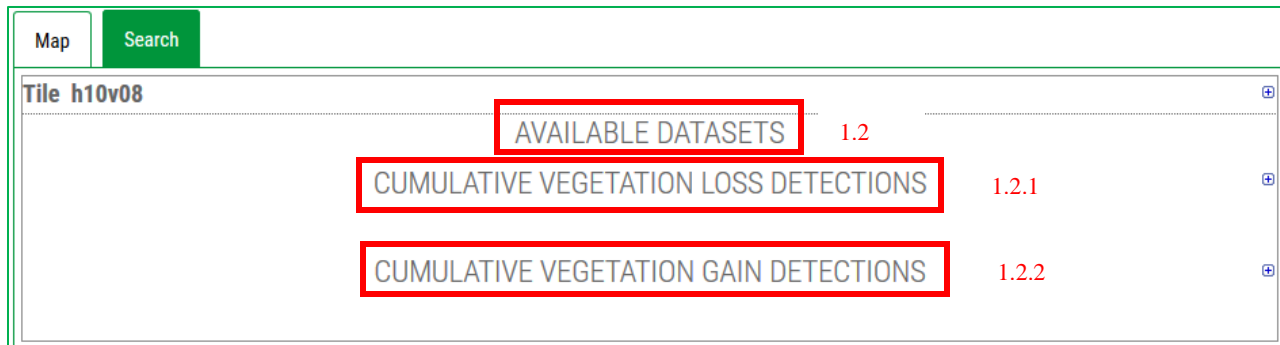 Map Search
Tile h10v08
AVAILABLE DATASETS 1.2
CUMULATIVE VEGETATION LOSS DETECTIONS 1.2.1
CUMULATIVE VEGETATION GAIN DETECTIONS 1.2.2